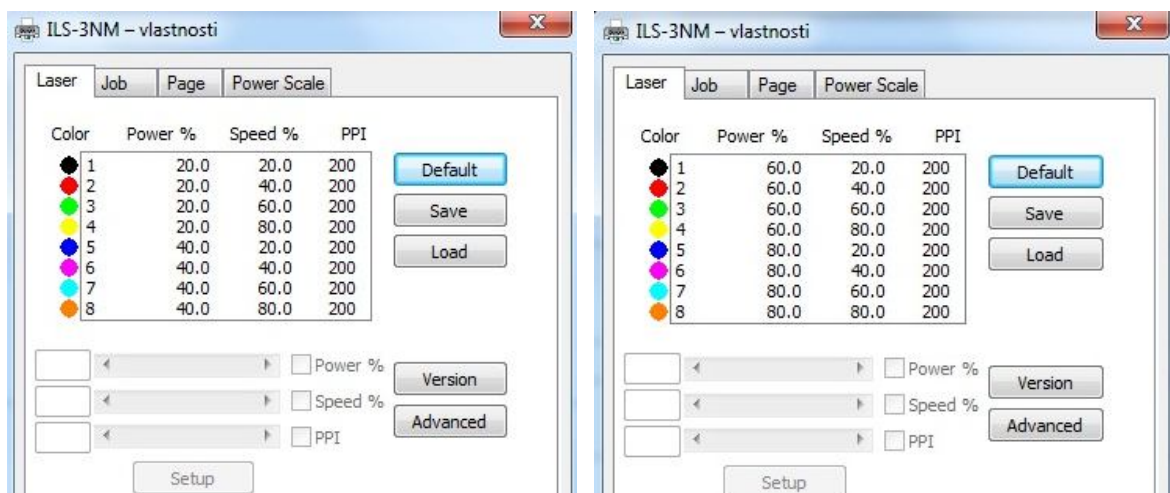 ILS-3NM – vlastnosti
Laser Job Page Power Scale
Color Power % Speed % PPI
1 20.0 20.0 200
2 20.0 40.0 200
3 20.0 60.0 200
4 20.0 80.0 200
5 40.0 20.0 200
6 40.0 40.0 200
7 40.0 60.0 200
8 40.0 80.0 200
Default
Save
Load
Power %
Speed %
PPI
Version
Advanced
Setup
ILS-3NM – vlastnosti
Laser Job Page Power Scale
Color Power % Speed % PPI
1 60.0 20.0 200
2 60.0 40.0 200
3 60.0 60.0 200
4 60.0 80.0 200
5 80.0 20.0 200
6 80.0 40.0 200
7 80.0 60.0 200
8 80.0 80.0 200
Default
Save
Load
Power %
Speed %
PPI
Version
Advanced
Setup